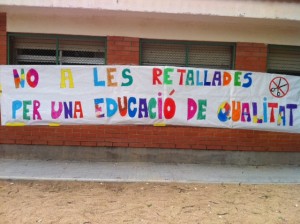 NO A LES RETALLADES
PER UNA EDUCACIÓ DE QUALITAT